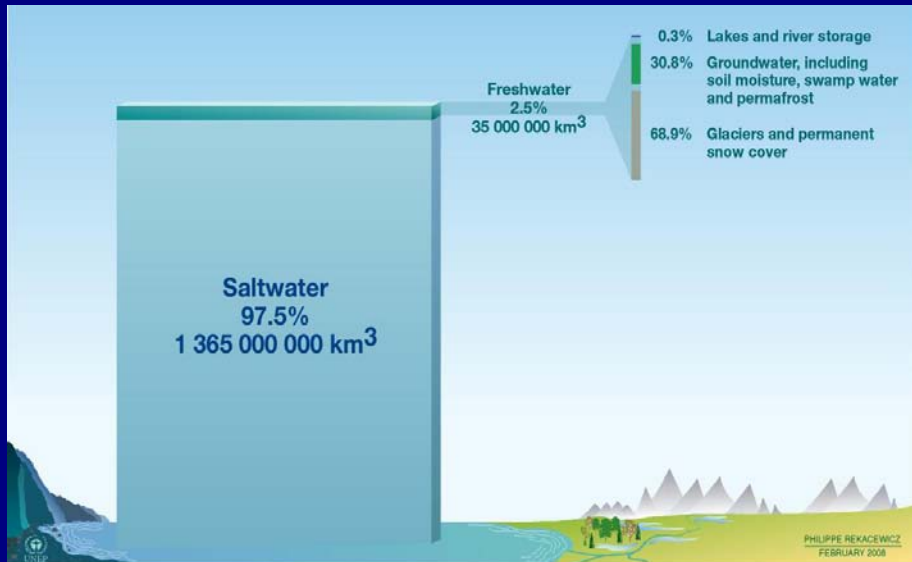 0.3% Lakes and river storage
30.8% Groundwater, including
soil moisture, swamp water
and permafrost
68.9% Glaciers and permanent
snow cover
Freshwater
2.5%
35 000 000 km³
Saltwater
97.5%
1 365 000 000 km³
UNEP
PHILIPPE REKACEWICZ
FEBRUARY 2008